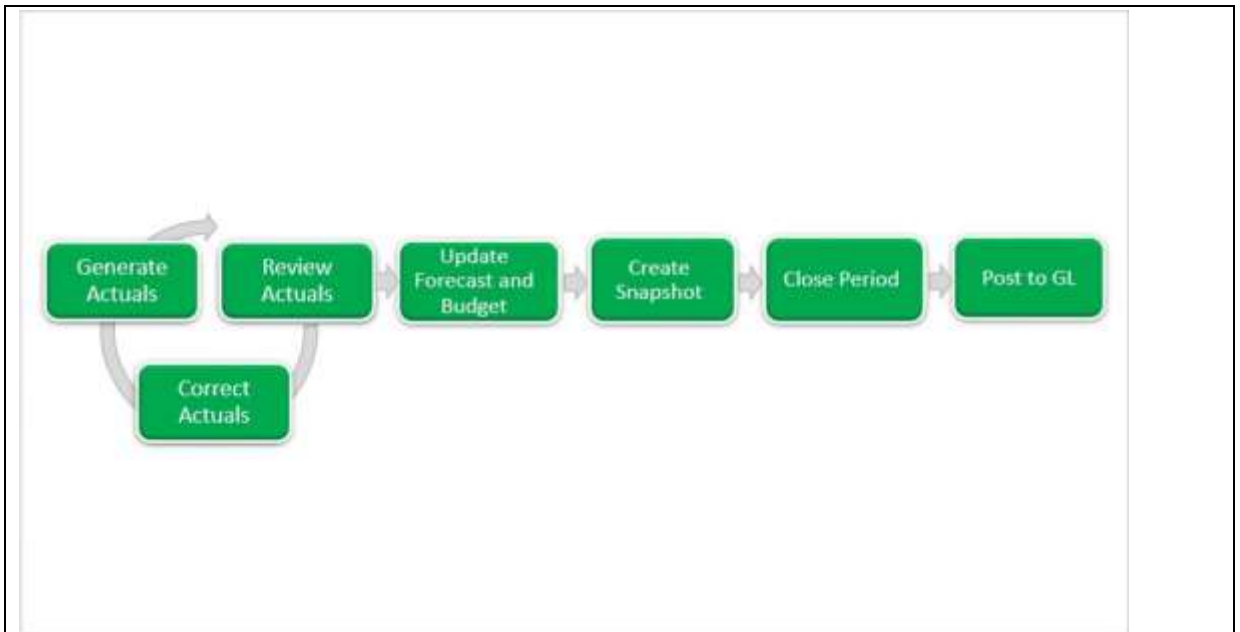 Generate
Actuals
Review
Actuals
Update
Forecast and
Budget
Create
Snapshot
Close Period
Post to GL
Correct
Actuals